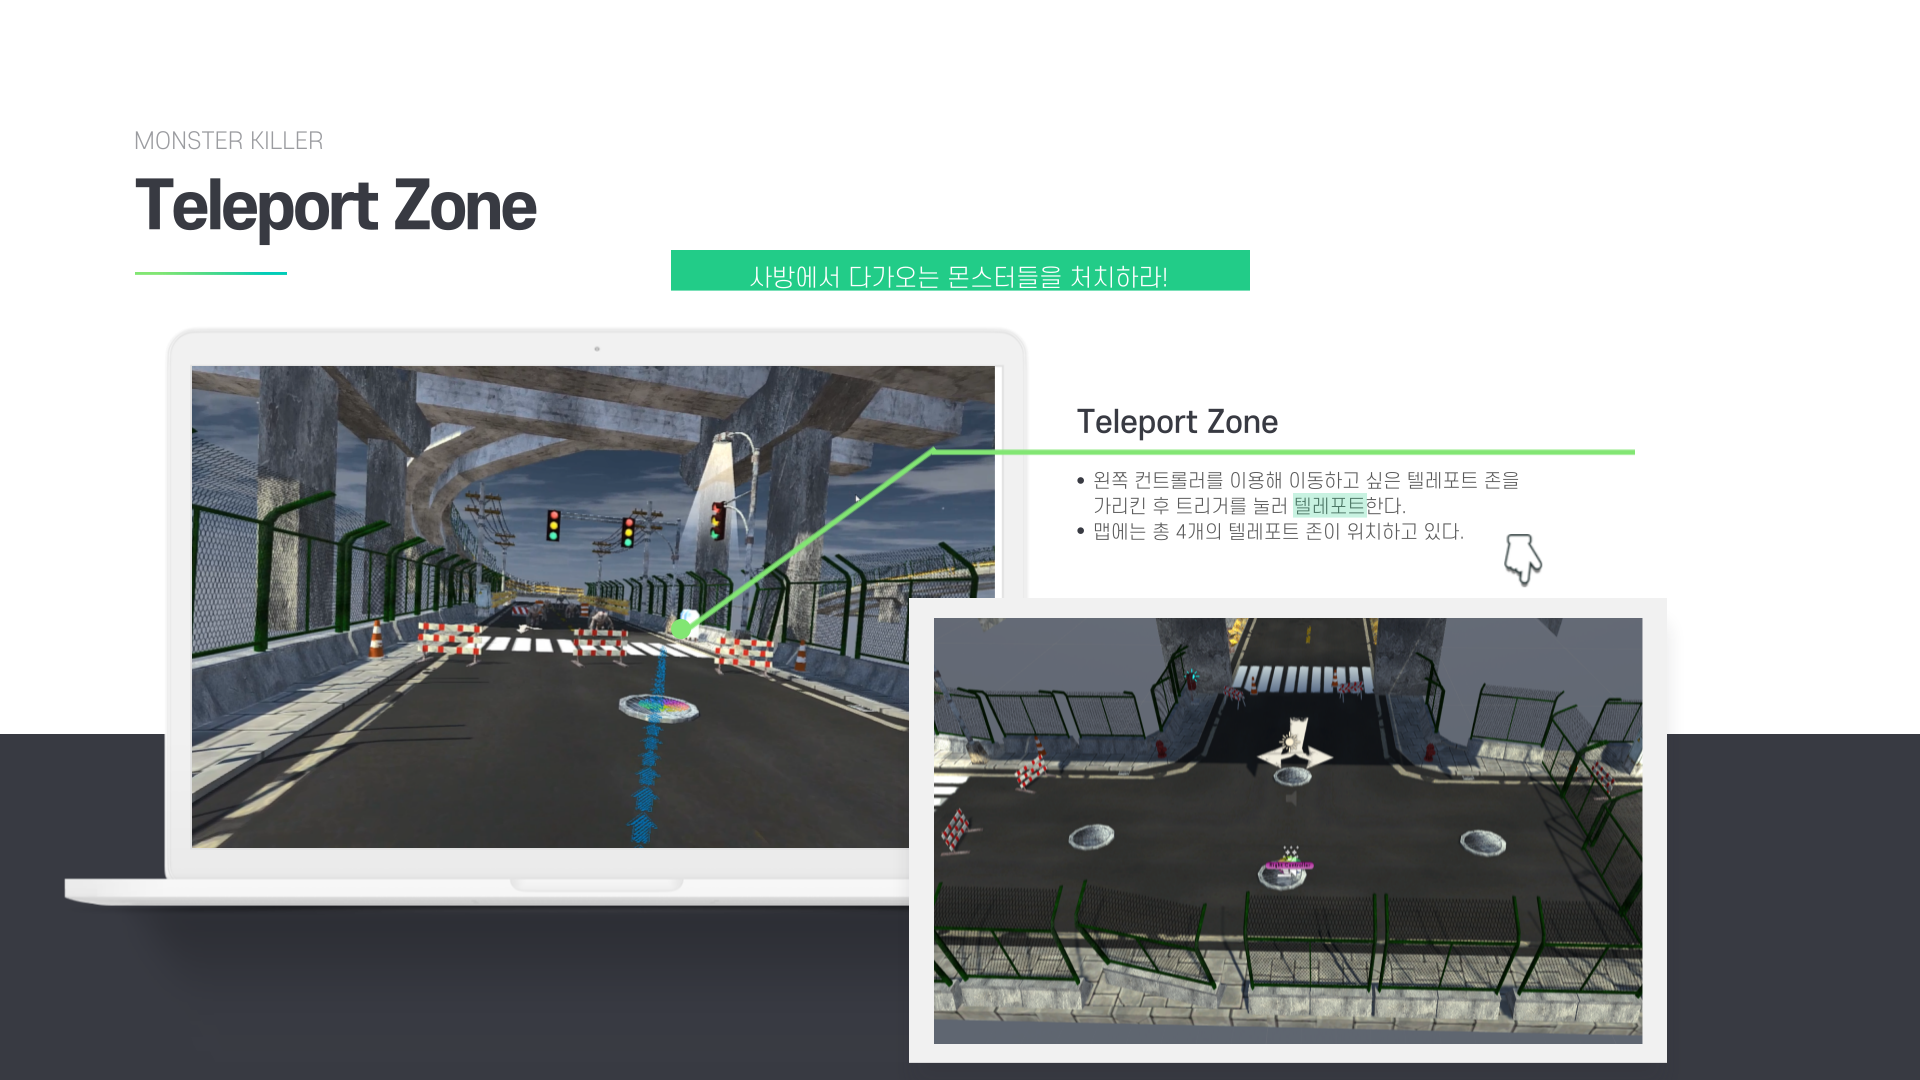 MONSTER KILLER
Teleport Zone
사방에서 다가오는 몬스터들을 처치하라!
Teleport Zone
• 왼쪽 컨트롤러를 이용해 이동하고 싶은 텔레포트 존을
가리킨 후 트리거를 눌러 텔레포트한다.
• 맵에는 총 4개의 텔레포트 존이 위치하고 있다.